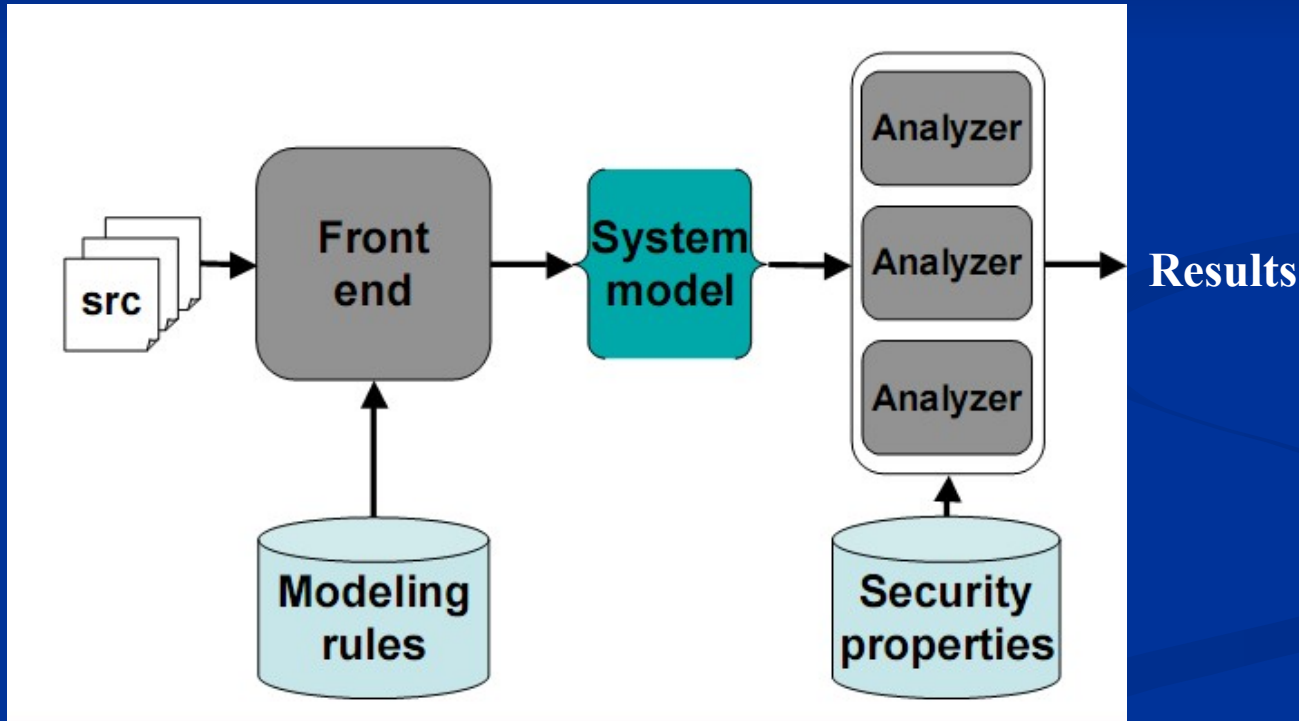 src
Front
end
System
model
Analyzer
Analyzer
Analyzer
Results
Modeling
rules
Security
properties